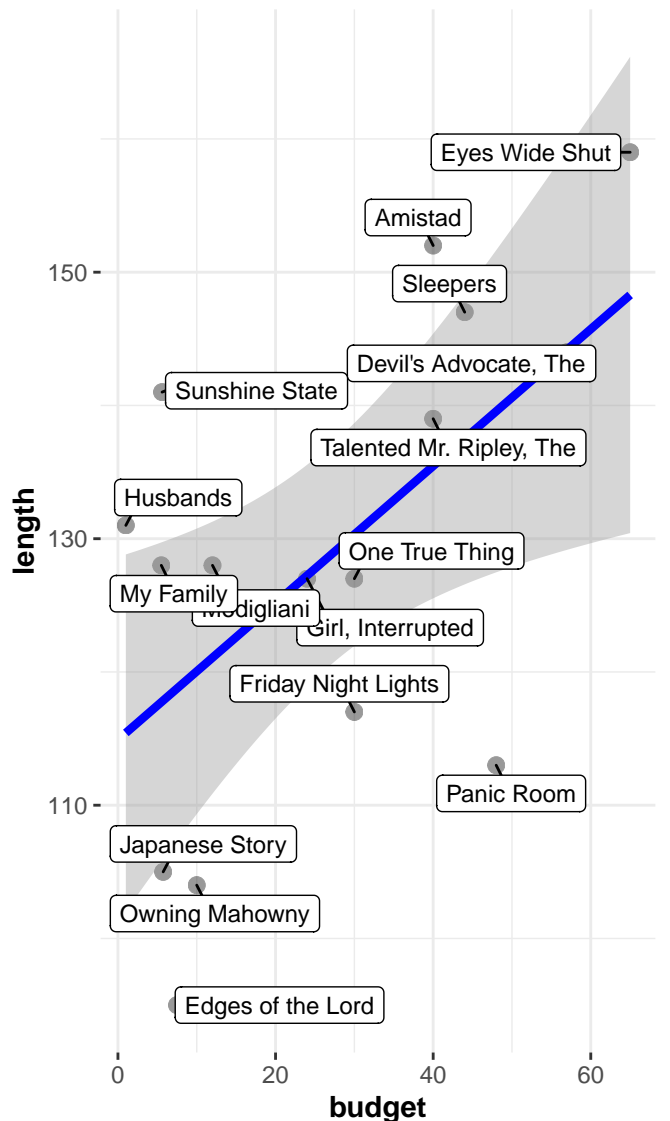 Eyes Wide Shut
Amistad
150
Sleepers
Devil's Advocate, The
Sunshine State
Talented Mr. Ripley, The
Husbands
length
130
One True Thing
My Family
Modigliani
Girl, Interrupted
Friday Night Lights
Panic Room
110
Japanese Story
Owning Mahowny
Edges of the Lord
0 20 40 60
budget